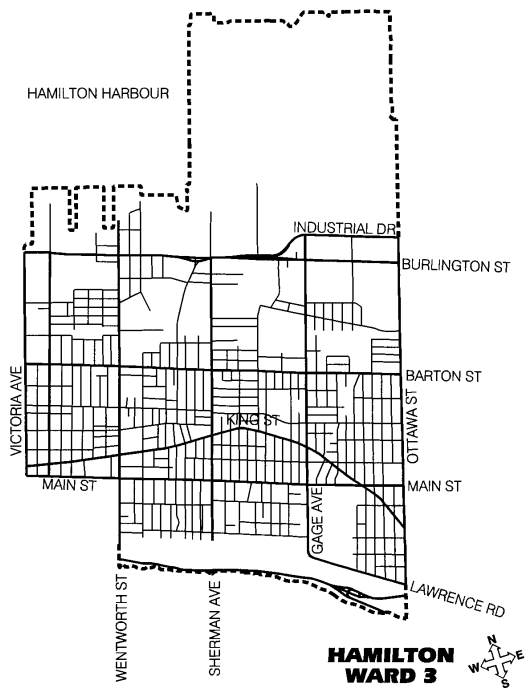 HAMILTON HARBOUR
INDUSTRIAL DR
BURLINGTON ST
BARTON ST
VICTORIA AVE
OTTAWA ST
KING ST
MAIN ST
MAIN ST
GAGE AVE
LAWRENCE RD
WENTWORTH ST
SHERMAN AVE
HAMILTON
WARD 3
N
E
W
S